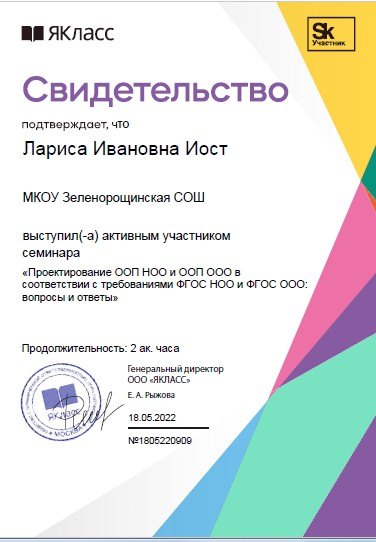 ЯКласс
Sk
Участник
Свидетельство
подтверждает, что
Лариса Ивановна Иост
МКОУ Зеленорощинская СОШ
выступил(-а) активным участником
семинара
«Проектирование ООП НОО и ООП ООО в
соответствии с требованиями ФГОС НОО и ФГОС ООО:
вопросы и ответы»
Продолжительность: 2 ак. часа
Генеральный директор
ООО «ЯКЛАСС»
Е. А. Рыжова
18.05.2022
№1805220909
ЯКласс
МОСКВА